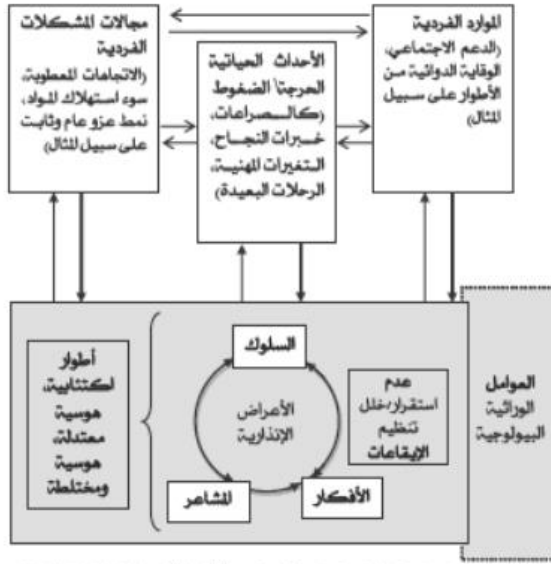 الموارد الفردية
(الدعم الاجتماعي،
الوقاية الدوائية من
الأطوار على سبيل
المثال)
الأحداث الحياتية
الحرجة\ الضغوط
(كالـصراعات،
خبرات النجاح،
التغيرات المهنية،
الرحلات البعيدة)
مجالات المشكلات
الفردية
(الاتجاهات المعطوبة،
سوء استهلاك المواد،
نمط عزو عام وثابت
على سبيل المثال)
العوامل
الوراثية
البيولوجية
السلوك
عدم
استقرار/خلل
تنظيم
الإيقاعات
الأعراض
الإنذارية
الأفكار
المشاعر
أطوار
اكتئابية،
هوسية
معتدلة،
هوسية
ومختلطة